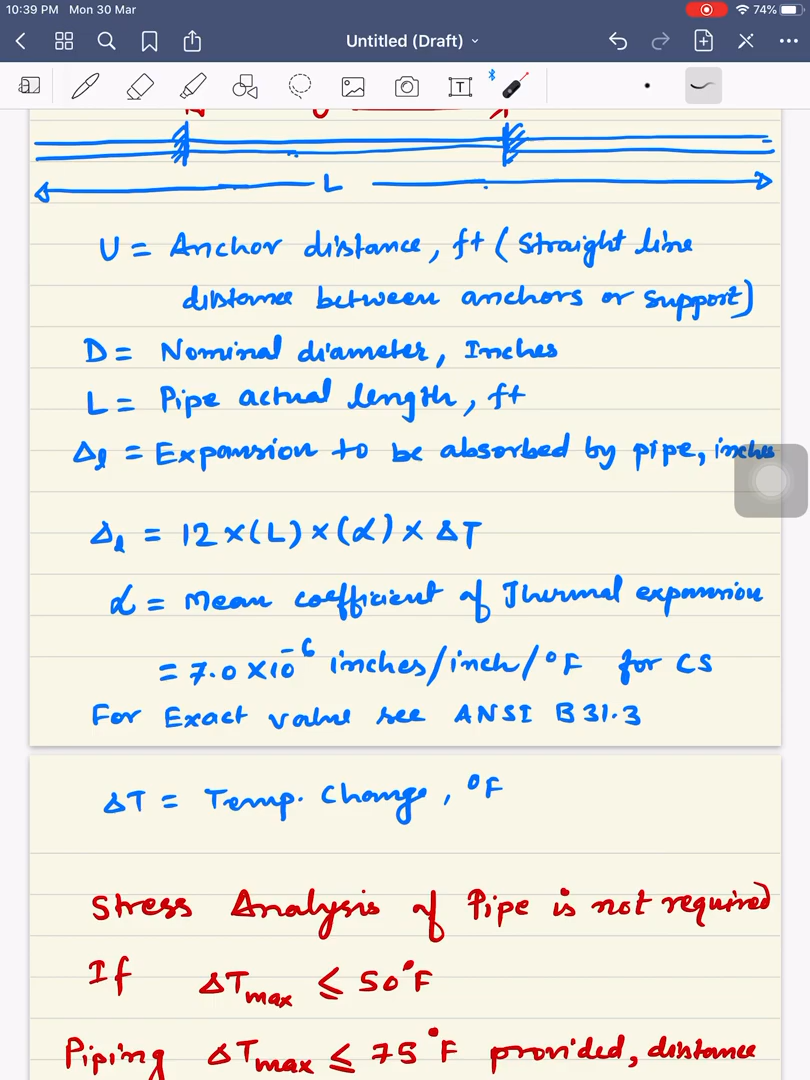 10:39 PM Mon 30 Mar
74%
Untitled (Draft)
T
L
U = Anchor distance, ft (Straight line
distance between anchors or support)
D = Nominal diameter, Inches
L = Pipe actual length, ft
Δl = Expansion to be absorbed by pipe, inches
Δl = 12 × (L) × (α) × ΔT
α = Mean coefficient of Thermal expansion
= 7.0 × 10⁻⁶ inches/inch/°F for CS
For Exact value see ANSI B 31.3
ΔT = Temp. Change, °F
Stress Analysis of Pipe is not required
If ΔTmax ≤ 50°F
Piping ΔTmax ≤ 75°F provided, distance